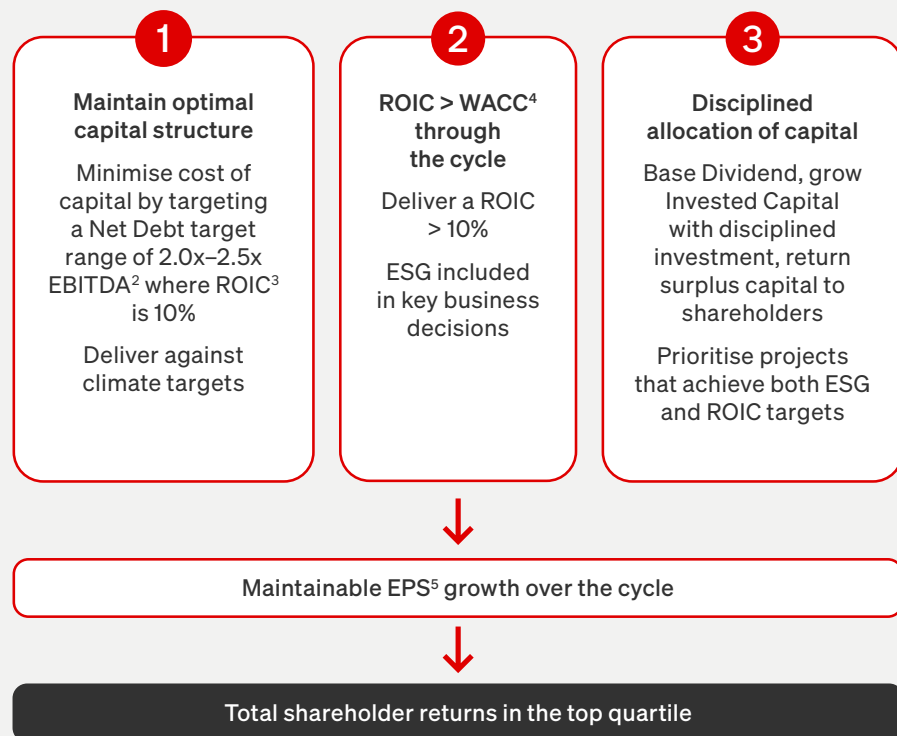 1
Maintain optimal
capital structure
Minimise cost of
capital by targeting
a Net Debt target
range of 2.0x–2.5x
EBITDA² where ROIC³
is 10%
Deliver against
climate targets
2
ROIC > WACC⁴
through
the cycle
Deliver a ROIC
> 10%
ESG included
in key business
decisions
3
Disciplined
allocation of capital
Base Dividend, grow
Invested Capital
with disciplined
investment, return
surplus capital to
shareholders
Prioritise projects
that achieve both ESG
and ROIC targets
Maintainable EPS⁵ growth over the cycle
Total shareholder returns in the top quartile